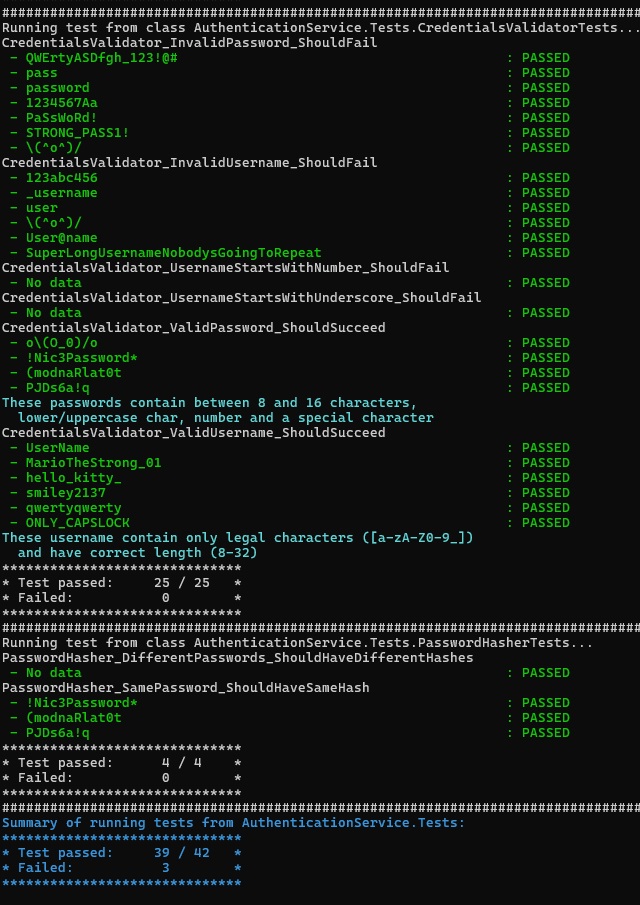 ################################################################################
Running test from class AuthenticationService.Tests.CredentialsValidatorTests...
CredentialsValidator_InvalidPassword_ShouldFail
 - QWErtyASDfgh_123!@# : PASSED
 - pass : PASSED
 - password : PASSED
 - 1234567Aa : PASSED
 - PaSsWoRd! : PASSED
 - STRONG_PASS1! : PASSED
 - \(^o^)/ : PASSED
CredentialsValidator_InvalidUsername_ShouldFail
 - 123abc456 : PASSED
 - _username : PASSED
 - user : PASSED
 - \(^o^)/ : PASSED
 - User@name : PASSED
 - SuperLongUsernameNobodysGoingToRepeat : PASSED
CredentialsValidator_UsernameStartsWithNumber_ShouldFail
 - No data : PASSED
CredentialsValidator_UsernameStartsWithUnderscore_ShouldFail
 - No data : PASSED
CredentialsValidator_ValidPassword_ShouldSucceed
 - o\(O_0)/o : PASSED
 - !Nic3Password* : PASSED
 - (modnaRlat0t : PASSED
 - PJDs6a!q : PASSED
These passwords contain between 8 and 16 characters,
  lower/uppercase char, number and a special character
CredentialsValidator_ValidUsername_ShouldSucceed
 - UserName : PASSED
 - MarioTheStrong_01 : PASSED
 - hello_kitty_ : PASSED
 - smiley2137 : PASSED
 - qwertyqwerty : PASSED
 - ONLY_CAPSLOCK : PASSED
These username contain only legal characters ([a-zA-Z0-9_])
  and have correct length (8-32)
******************************
* Test passed:     25 / 25   *
* Failed:           0        *
******************************
################################################################################
Running test from class AuthenticationService.Tests.PasswordHasherTests...
PasswordHasher_DifferentPasswords_ShouldHaveDifferentHashes
 - No data : PASSED
PasswordHasher_SamePassword_ShouldHaveSameHash
 - !Nic3Password* : PASSED
 - (modnaRlat0t : PASSED
 - PJDs6a!q : PASSED
******************************
* Test passed:      4 / 4    *
* Failed:           0        *
******************************
################################################################################
Summary of running tests from AuthenticationService.Tests:
******************************
* Test passed:     39 / 42   *
* Failed:           3        *
******************************